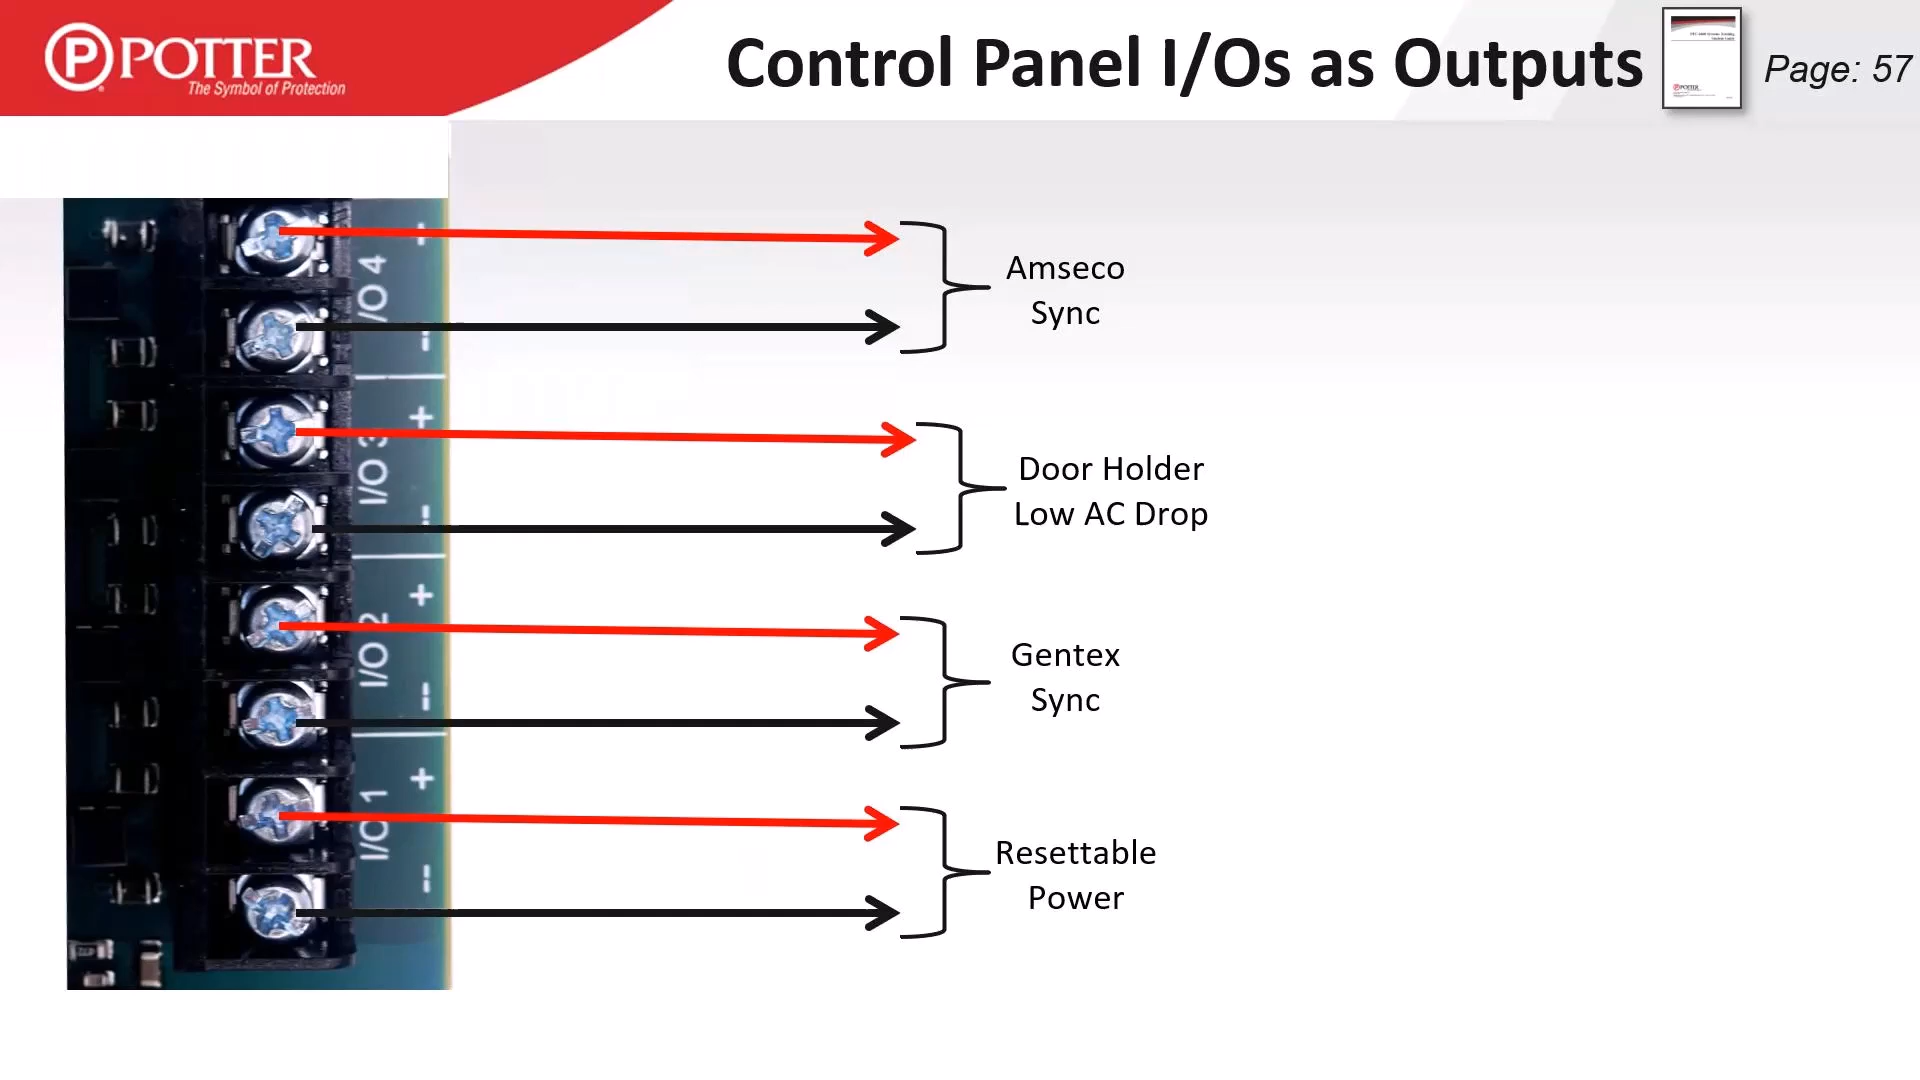 P POTTER
The Symbol of Protection
Control Panel I/Os as Outputs
Page: 57
I/O 4
+
--
Amseco
Sync
I/O 3
+
--
Door Holder
Low AC Drop
I/O 2
+
--
Gentex
Sync
I/O 1
+
--
Resettable
Power